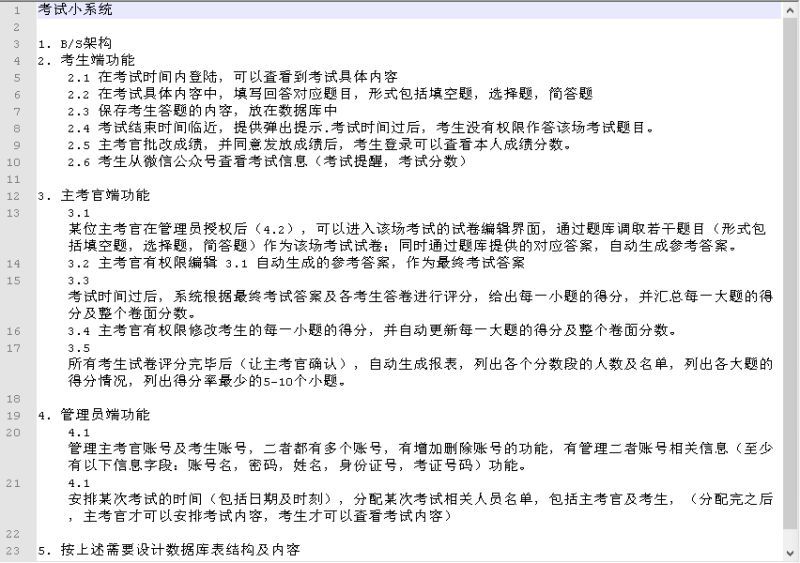 1 考试小系统
2
3 1. B/S架构
4 2. 考生端功能
5 2.1 在考试时间内登陆，可以查看到考试具体内容
6 2.2 在考试具体内容中，填写回答对应题目，形式包括填空题，选择题，简答题
7 2.3 保存考生答题的内容，放在数据库中
8 2.4 考试结束时间临近，提供弹出提示.考试时间过后，考生没有权限作答该场考试题目。
9 2.5 主考官批改成绩，并同意发放成绩后，考生登录可以查看本人成绩分数。
10 2.6 考生从微信公众号查看考试信息（考试提醒，考试分数）
11
12 3. 主考官端功能
13 3.1
某位主考官在管理员授权后（4.2），可以进入该场考试的试卷编辑界面，通过题库调取若干题目（形式包
括填空题，选择题，简答题）作为该场考试试卷；同时通过题库提供的对应答案，自动生成参考答案。
14 3.2 主考官有权限编辑 3.1 自动生成的参考答案，作为最终考试答案
15 3.3
考试时间过后，系统根据最终考试答案及各考生答卷进行评分，给出每一小题的得分，并汇总每一大题的得
分及整个卷面分数。
16 3.4 主考官有权限修改考生的每一小题的得分，并自动更新每一大题的得分及整个卷面分数。
17 3.5
所有考生试卷评分完毕后（让主考官确认），自动生成报表，列出各个分数段的人数及名单，列出各大题的
得分情况，列出得分率最少的5-10个小题。
18
19 4. 管理员端功能
20 4.1
管理主考官账号及考生账号，二者都有多个账号，有增加删除账号的功能，有管理二者账号相关信息（至少
有以下信息字段：账号名，密码，姓名，身份证号，考证号码）功能。
21 4.1
安排某次考试的时间（包括日期及时刻），分配某次考试相关人员名单，包括主考官及考生，（分配完之后
，主考官才可以安排考试内容，考生才可以查看考试内容）
22
23 5. 按上述需要设计数据库表结构及内容